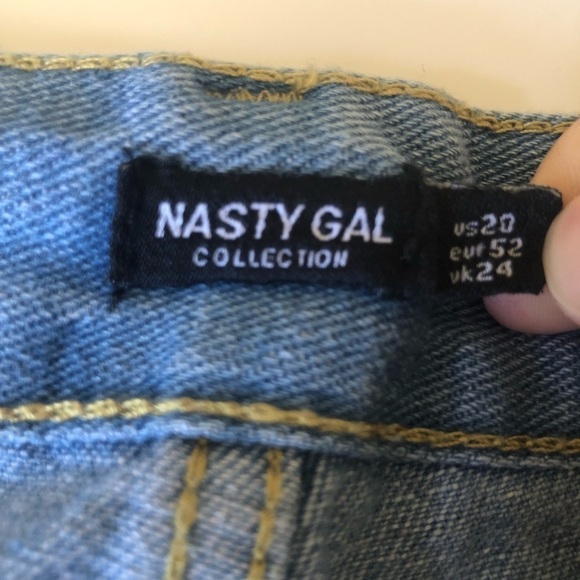 NASTY GAL
COLLECTION
us20
eur52
uk24